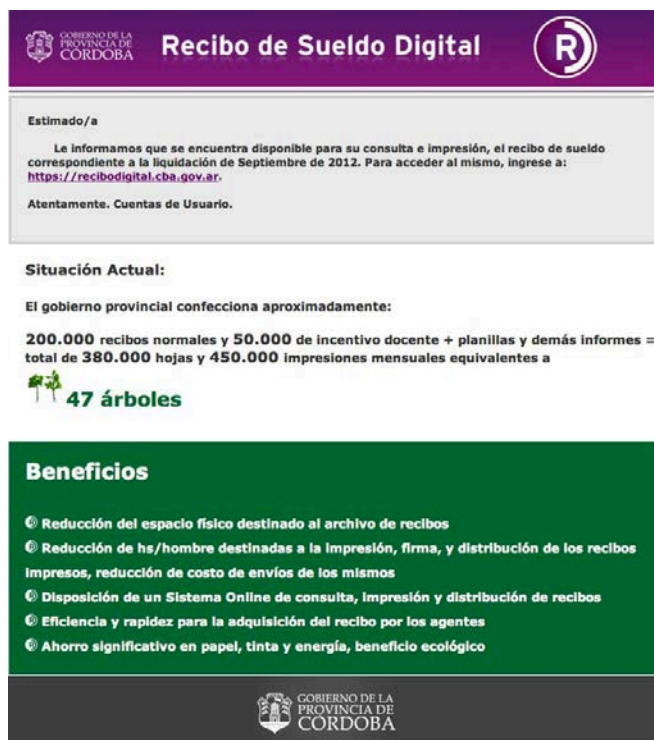 GOBIERNO DE LA
PROVINCIA DE
CÓRDOBA
Recibo de Sueldo Digital
R
Estimado/a
Le informamos que se encuentra disponible para su consulta e impresión, el recibo de sueldo
correspondiente a la liquidación de Septiembre de 2012. Para acceder al mismo, ingrese a:
https://recibodigital.cba.gov.ar.
Atentamente. Cuentas de Usuario.
Situación Actual:
El gobierno provincial confecciona aproximadamente:
200.000 recibos normales y 50.000 de incentivo docente + planillas y demás informes =
total de 380.000 hojas y 450.000 impresiones mensuales equivalentes a
47 árboles
Beneficios
Reducción del espacio físico destinado al archivo de recibos
Reducción de hs/hombre destinadas a la impresión, firma, y distribución de los recibos
impresos, reducción de costo de envíos de los mismos
Disposición de un Sistema Online de consulta, impresión y distribución de recibos
Eficiencia y rapidez para la adquisición del recibo por los agentes
Ahorro significativo en papel, tinta y energía, beneficio ecológico
GOBIERNO DE LA
PROVINCIA DE
CÓRDOBA